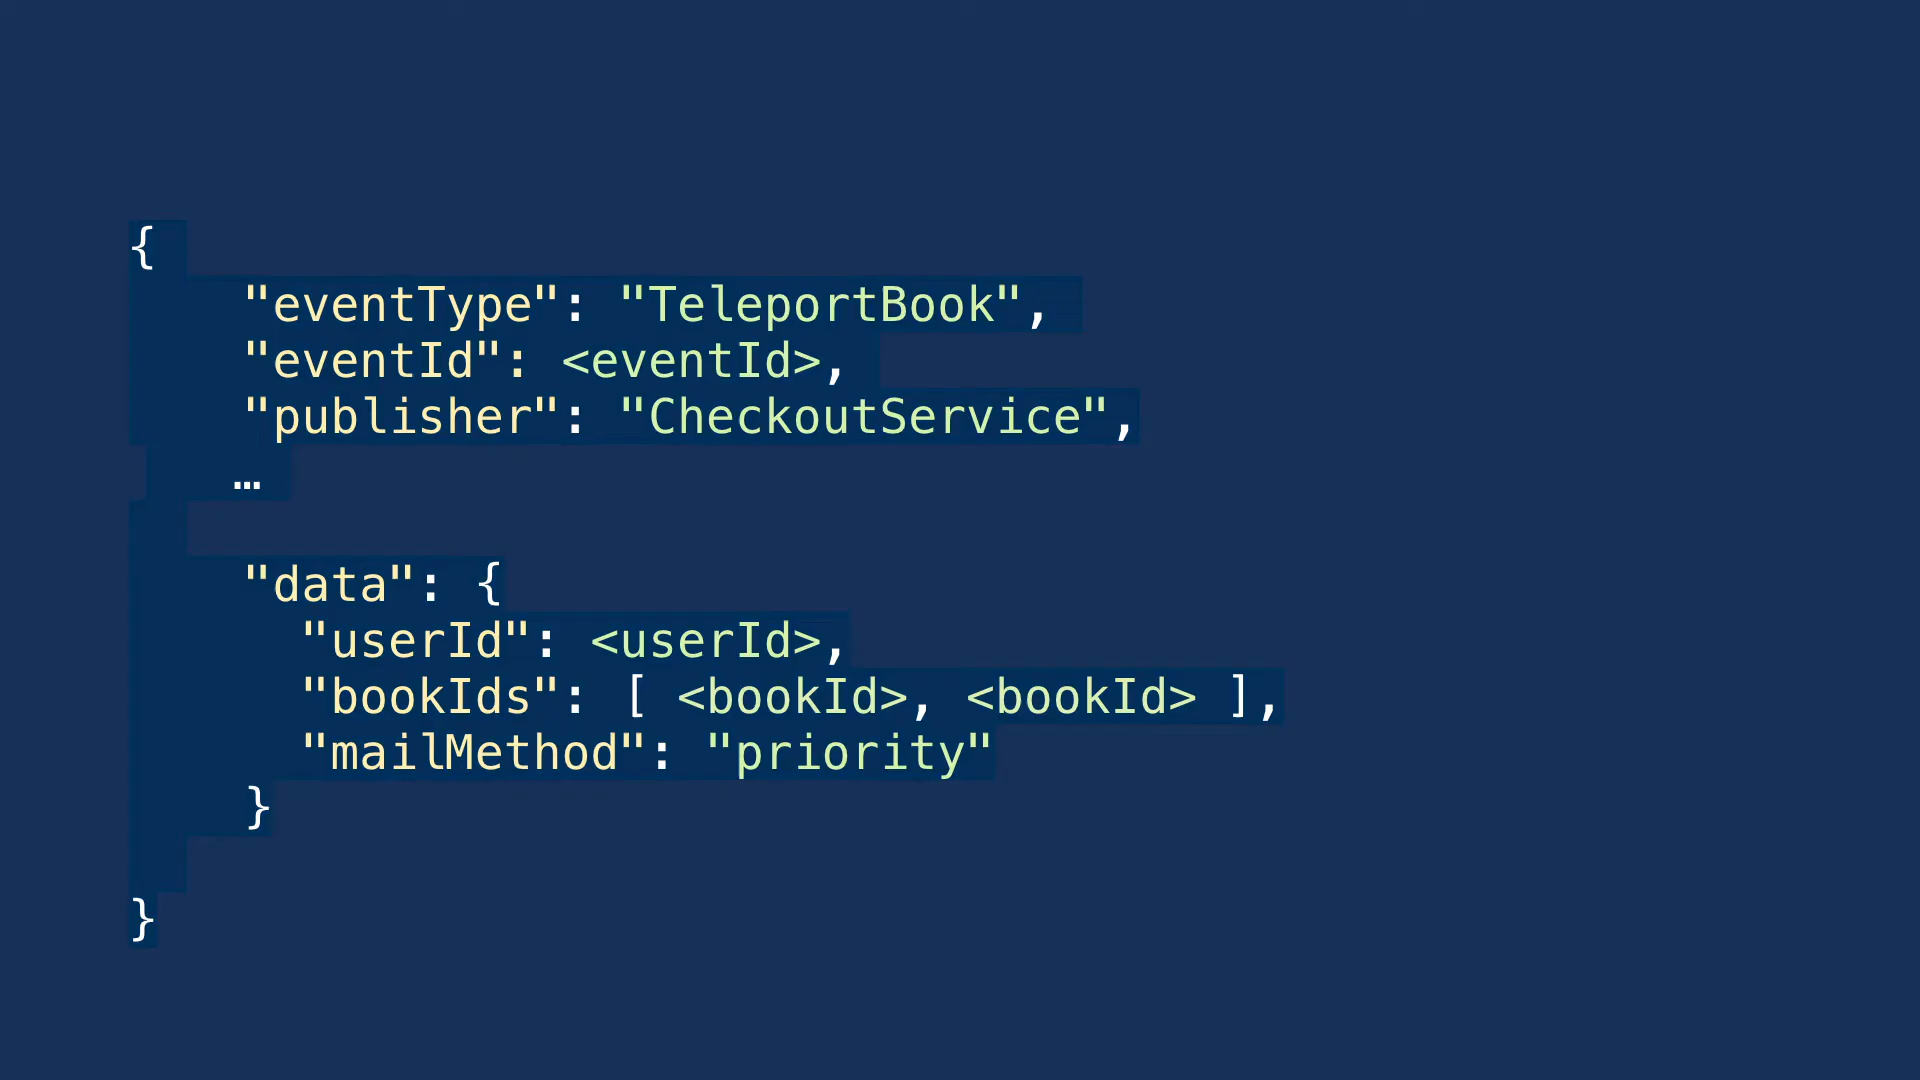 {
"eventType": "TeleportBook",
"eventId": <eventId>,
"publisher": "CheckoutService",
…
"data": {
"userId": <userId>,
"bookIds": [ <bookId>, <bookId> ],
"mailMethod": "priority"
}
}